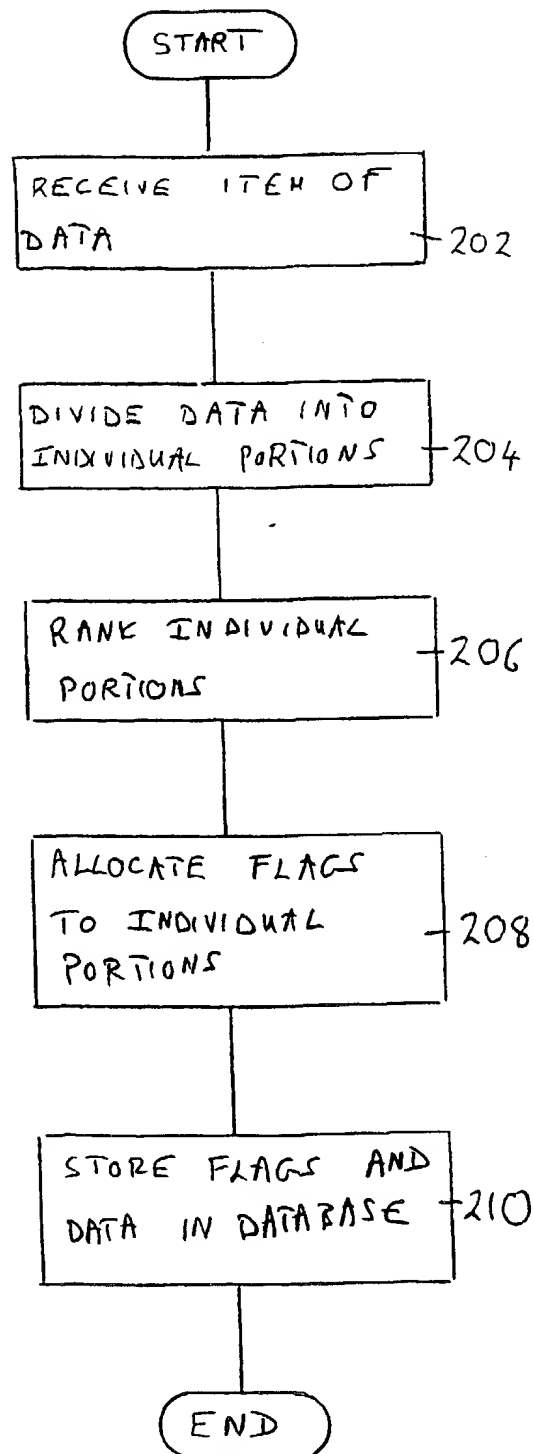 START
RECEIVE ITEM OF
DATA
202
DIVIDE DATA INTO
INDIVIDUAL PORTIONS
204
RANK INDIVIDUAL
PORTIONS
206
ALLOCATE FLAGS
TO INDIVIDUAL
PORTIONS
208
STORE FLAGS AND
DATA IN DATABASE
210
END